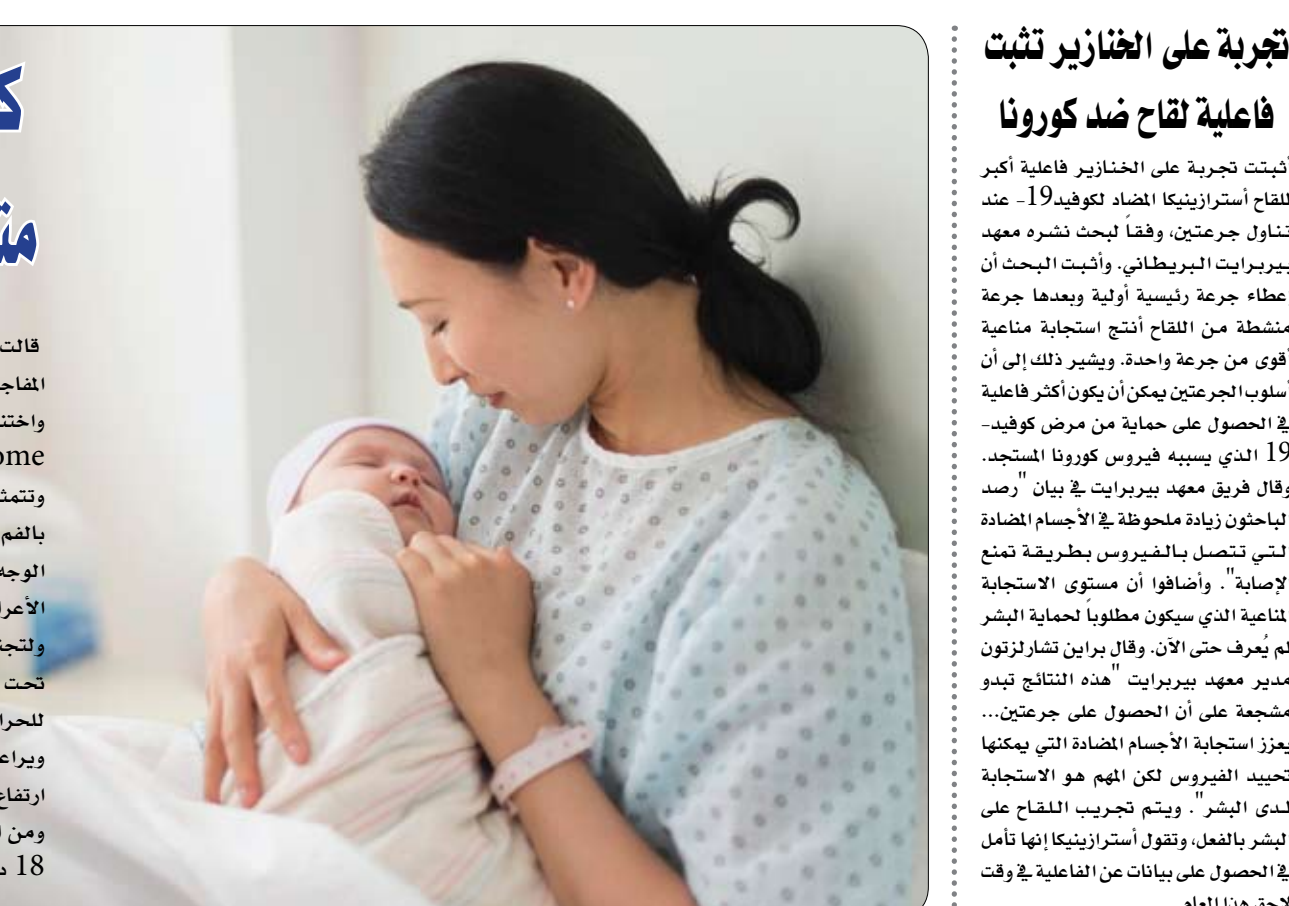 تجربة على الخنازير تثبت
فاعلية لقاح ضد كورونا
أثبتت تجربة على الخنازير فاعلية أكبر
للقاح أسترازينيكا المضاد لكوفيد19- عند
تناول جرعتين، وفقاً لبحث نشره معهد
بيربرايت البريطاني. وأثبت البحث أن
إعطاء جرعة رئيسية أولية وبعدها جرعة
منشطة من اللقاح أنتج استجابة مناعية
أقوى من جرعة واحدة. ويشير ذلك إلى أن
أسلوب الجرعتين يمكن أن يكون أكثر فاعلية
في الحصول على حماية من مرض كوفيد-
19 الذي يسببه فيروس كورونا المستجد.
وقال فريق معهد بيربرايت في بيان "رصد
الباحثون زيادة ملحوظة في الأجسام المضادة
التي تتصل بالفيروس بطريقة تمنع
الإصابة". وأضافوا أن مستوى الاستجابة
المناعية الذي سيكون مطلوباً لحماية البشر
لم يُعرف حتى الآن. وقال براين تشارلزتون
مدير معهد بيربرايت "هذه النتائج تبدو
مشجعة على أن الحصول على جرعتين...
يعزز استجابة الأجسام المضادة التي يمكنها
تحييد الفيروس لكن المهم هو الاستجابة
لدى البشر". ويتم تجريب اللقاح على
البشر بالفعل، وتقول أسترازينيكا إنها تأمل
في الحصول على بيانات عن الفاعلية في وقت
لاحق هذا العام
قالت
المفاجـ
واختنـ
ome
وتتمثـ
بالفم
الوجه
الأعرا
ولتجنـ
تحت
للحرا
ويراعـ
ارتفاع
ومن ا
18 د